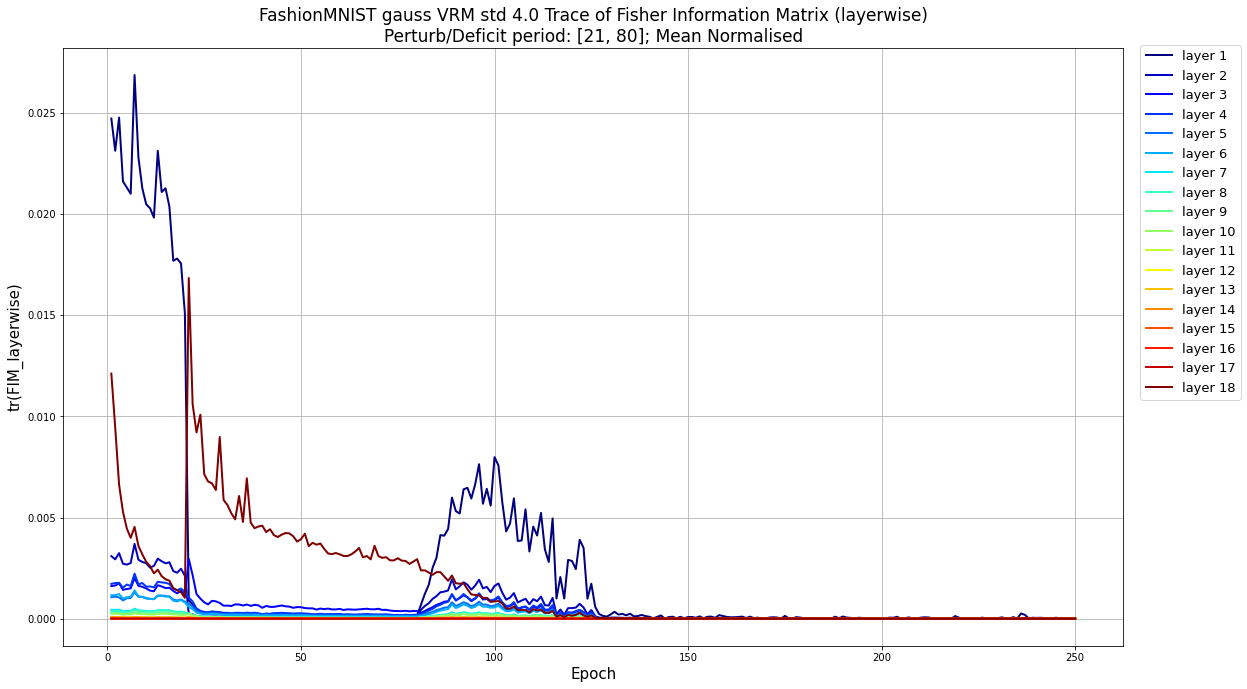 FashionMNIST gauss VRM std 4.0 Trace of Fisher Information Matrix (layerwise)
Perturb/Deficit period: [21, 80]; Mean Normalised
tr(FIM_layerwise)
0.025
0.020
0.015
0.010
0.005
0.000
0
50
100
150
200
250
Epoch
layer 1
layer 2
layer 3
layer 4
layer 5
layer 6
layer 7
layer 8
layer 9
layer 10
layer 11
layer 12
layer 13
layer 14
layer 15
layer 16
layer 17
layer 18